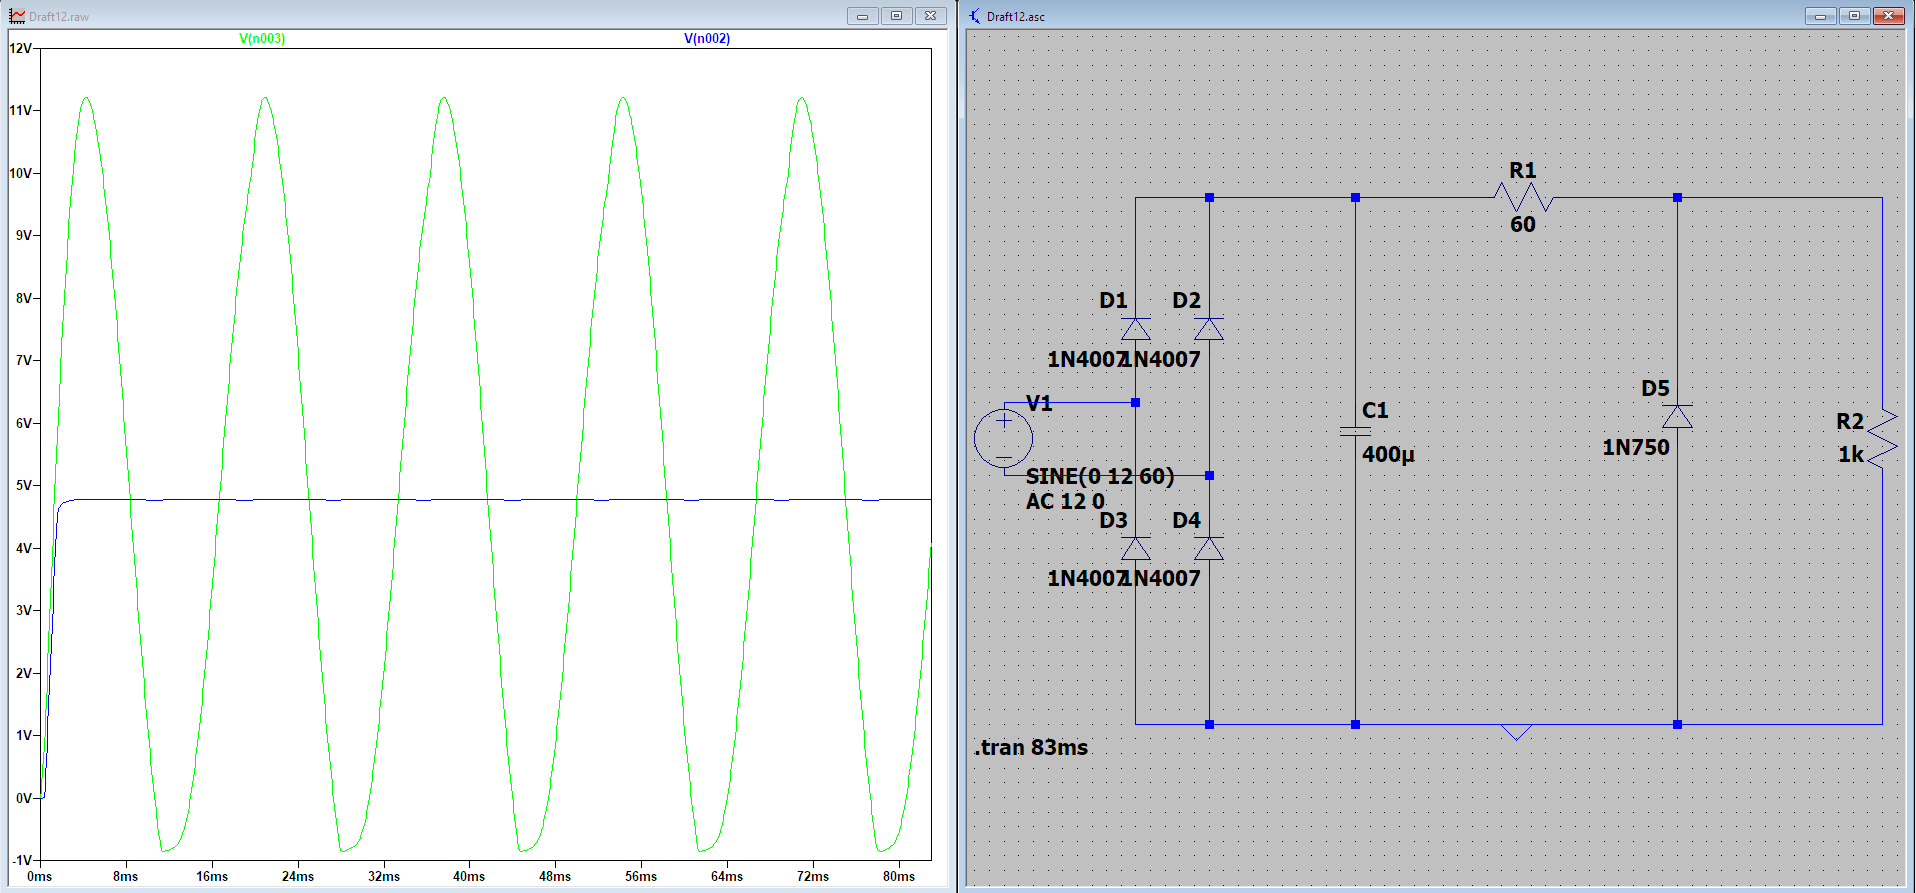 Draft12.raw
V(n003)
V(n002)
12V
11V
10V
9V
8V
7V
6V
5V
4V
3V
2V
1V
0V
-1V
0ms
8ms
16ms
24ms
32ms
40ms
48ms
56ms
64ms
72ms
80ms
Draft12.asc
R1
60
D1
D2
1N4007
1N4007
V1
SINE(0 12 60)
AC 12 0
D3
D4
1N4007
1N4007
C1
400µ
D5
1N750
R2
1k
.tran 83ms